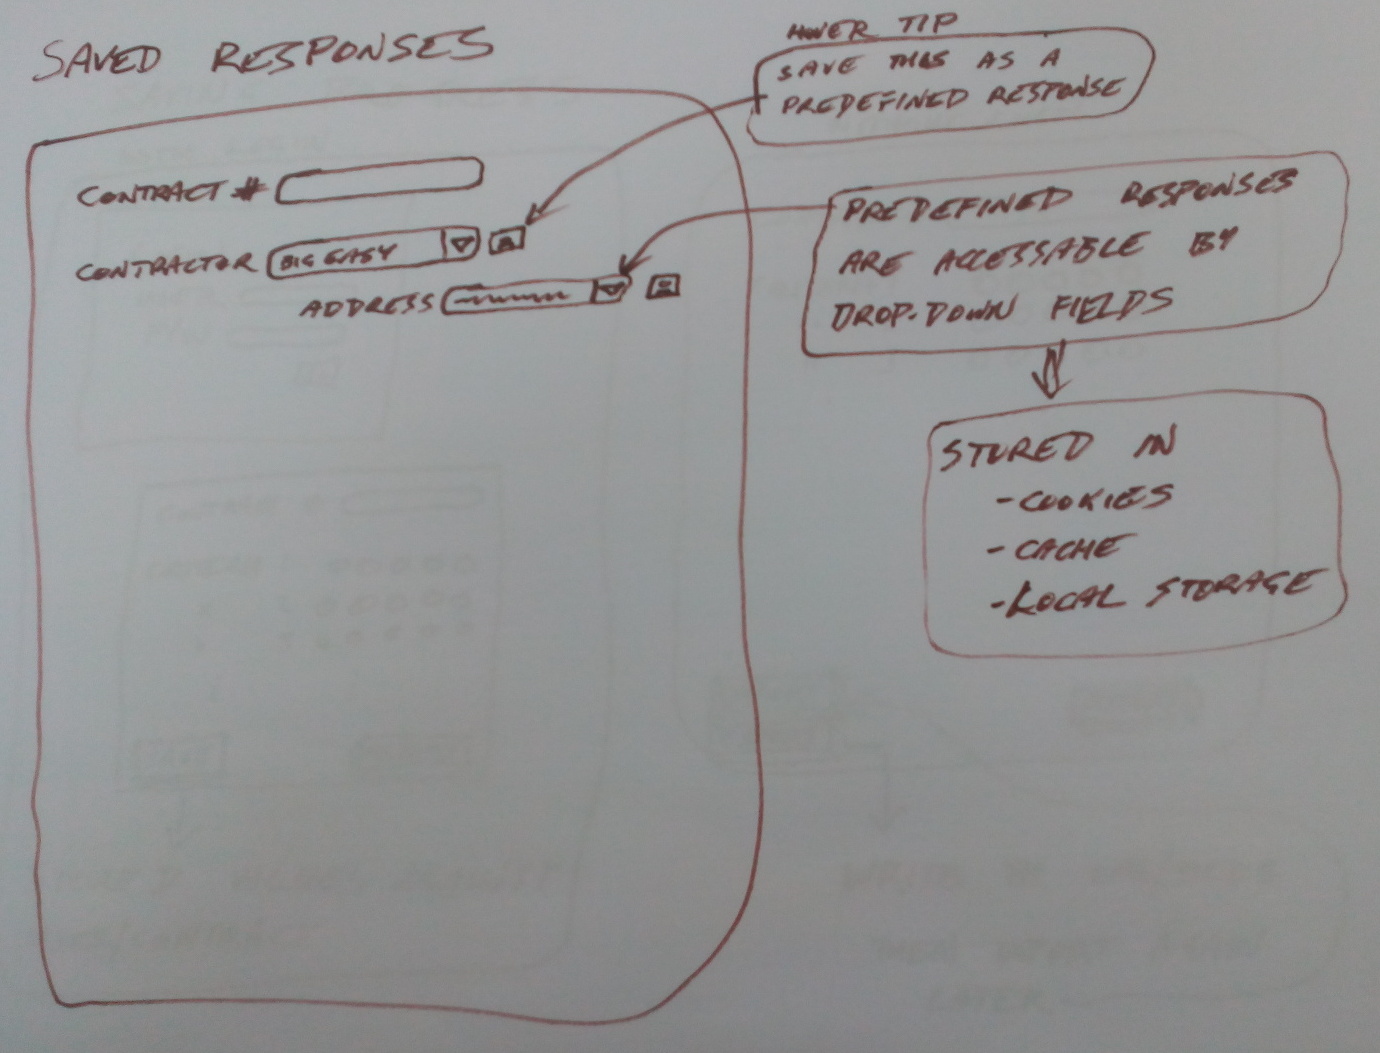 SAVED RESPONSES
HOVER TIP
SAVE THIS AS A
PREDEFINED RESPONSE
CONTRACT #
CONTRACTOR BIG EASY
ADDRESS
PREDEFINED RESPONSES
ARE ACCESSABLE BY
DROP-DOWN FIELDS
STORED IN
- COOKIES
- CACHE
- LOCAL STORAGE